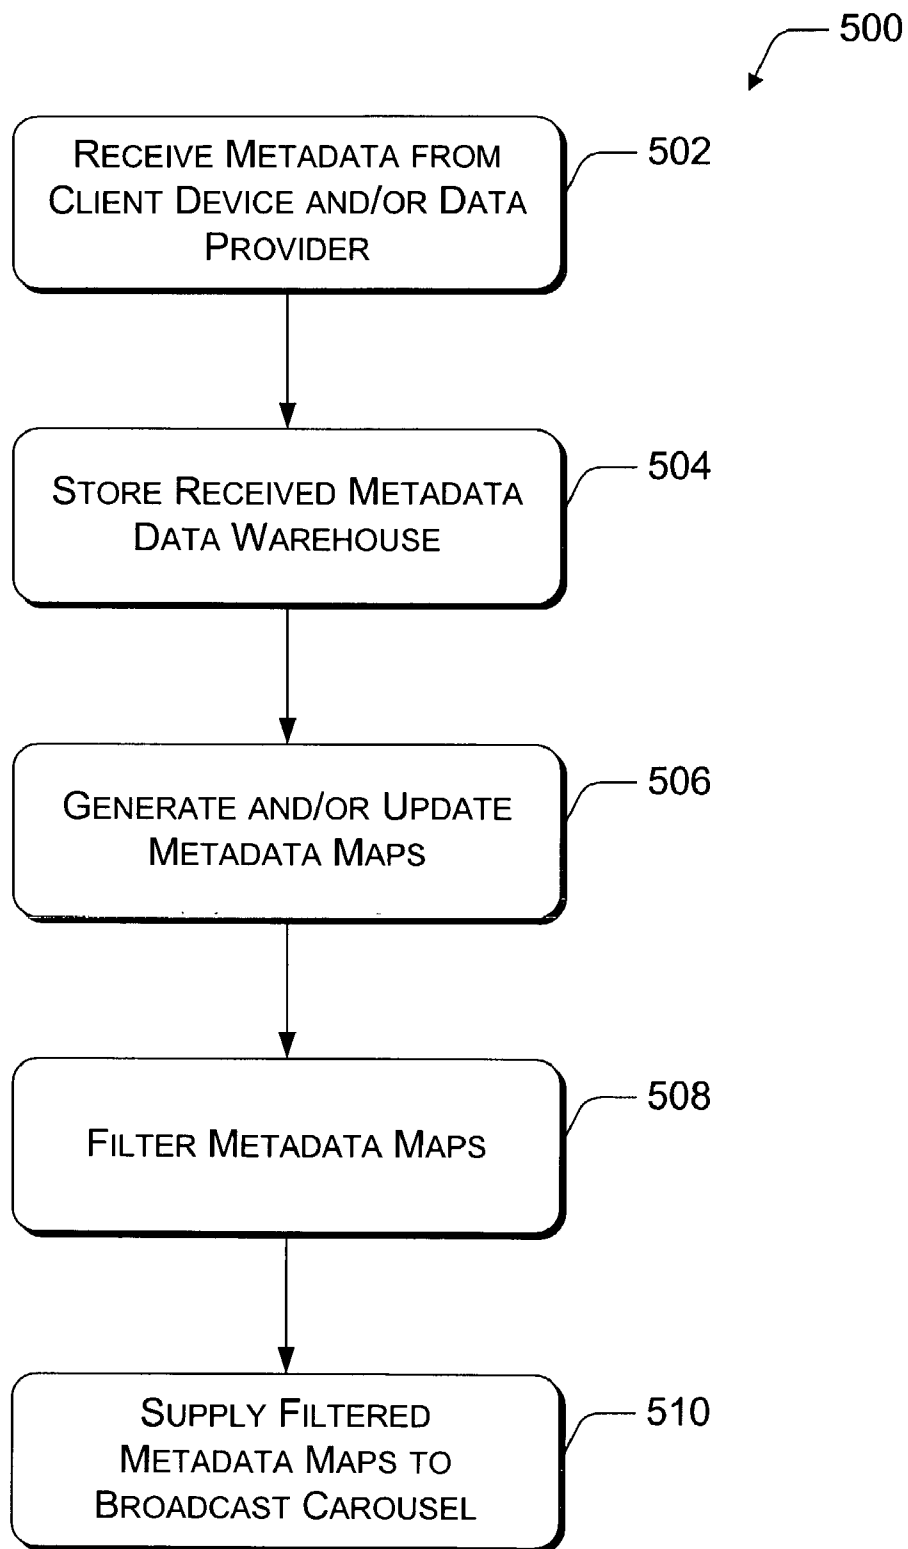 500
RECEIVE METADATA FROM
CLIENT DEVICE AND/OR DATA
PROVIDER
502
STORE RECEIVED METADATA
DATA WAREHOUSE
504
GENERATE AND/OR UPDATE
METADATA MAPS
506
FILTER METADATA MAPS
508
SUPPLY FILTERED
METADATA MAPS TO
BROADCAST CAROUSEL
510